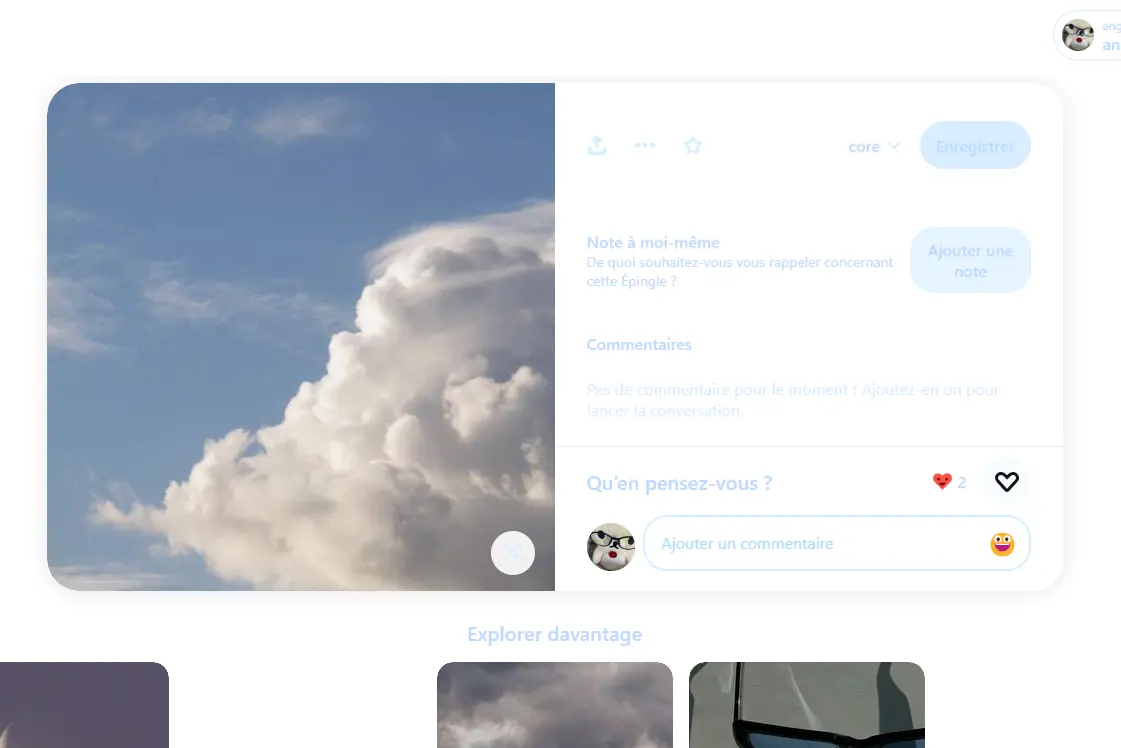 ang
an
core
Enregistrer
Note à moi-même
De quoi souhaitez-vous vous rappeler concernant
cette Épingle ?
Ajouter une
note
Commentaires
Pas de commentaire pour le moment ! Ajoutez-en un pour
lancer la conversation.
Qu'en pensez-vous ?
2
Ajouter un commentaire
Explorer davantage